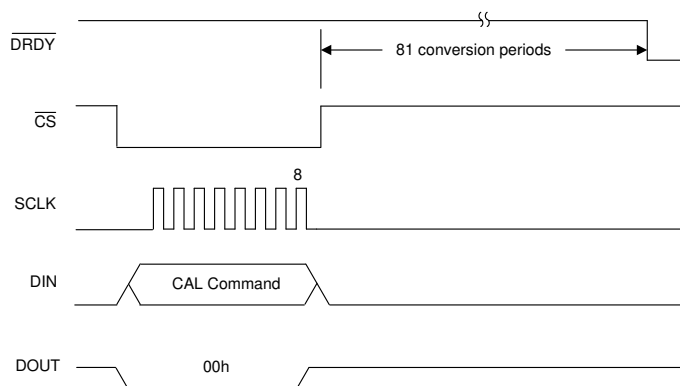 DRDY
81 conversion periods
CS
8
SCLK
DIN
CAL Command
DOUT
00h